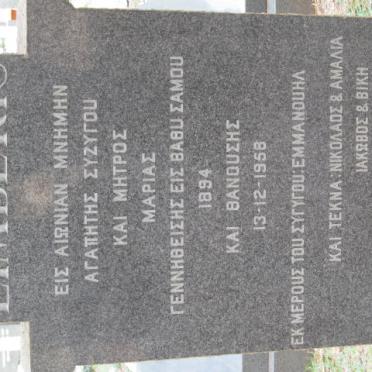 ΕΙΣ ΑΙΩΝΙΑΝ ΜΝΗΜΗΝ
ΑΓΑΠΗΤΗΣ ΣΥΖΥΓΟΥ
ΚΑΙ ΜΗΤΡΟΣ
ΜΑΡΙΑΣ
ΓΕΝΝΗΘΕΙΣΗΣ ΕΙΣ ΒΑΘΥ ΣΑΜΟΥ
1894
ΚΑΙ ΘΑΝΟΥΣΗΣ
13-12-1968
ΕΚ ΜΕΡΟΥΣ ΤΟΥ ΣΥΖΥΓΟΥ: ΕΜΜΑΝΟΥΗΛ
ΚΑΙ ΤΕΚΝΑ: ΝΙΚΟΛΑΟΣ & ΑΜΑΛΙΑ
ΙΑΚΩΒΟΣ & ΒΙΚΗ